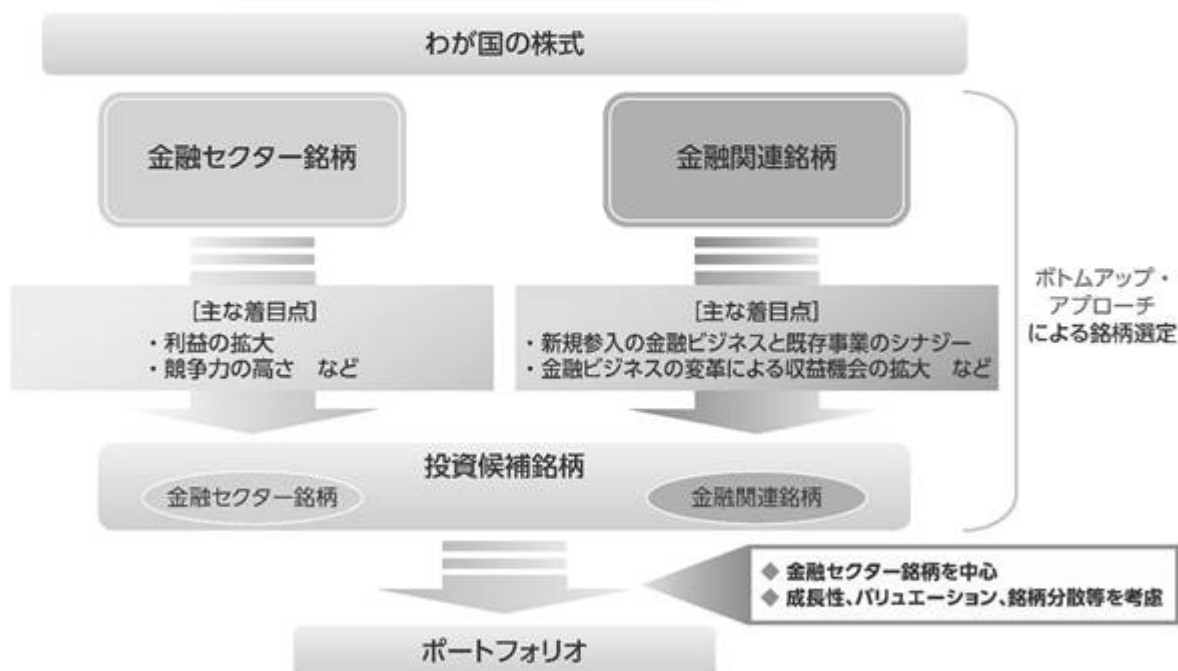 わが国の株式
金融セクター銘柄
金融関連銘柄
[主な着目点]
・利益の拡大
・競争力の高さ　など
[主な着目点]
・新規参入の金融ビジネスと既存事業のシナジー
・金融ビジネスの変革による収益機会の拡大　など
ボトムアップ・
アプローチ
による銘柄選定
投資候補銘柄
金融セクター銘柄
金融関連銘柄
◆ 金融セクター銘柄を中心
◆ 成長性、バリュエーション、銘柄分散等を考慮
ポートフォリオ